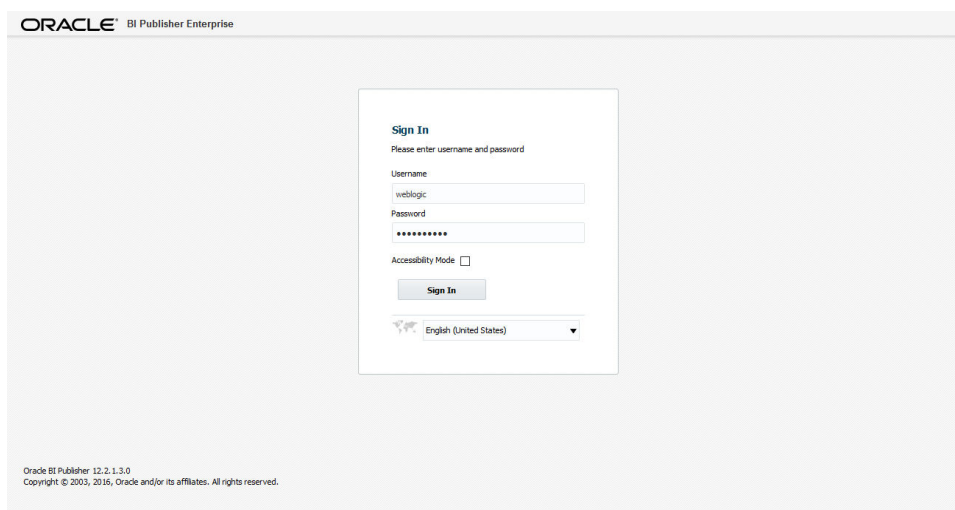 ORACLE® BI Publisher Enterprise
Sign In
Please enter username and password
Username
weblogic
Password
••••••••••
Accessibility Mode
Sign In
English (United States)
Oracle BI Publisher 12.2.1.3.0
Copyright © 2003, 2016, Oracle and/or its affiliates. All rights reserved.